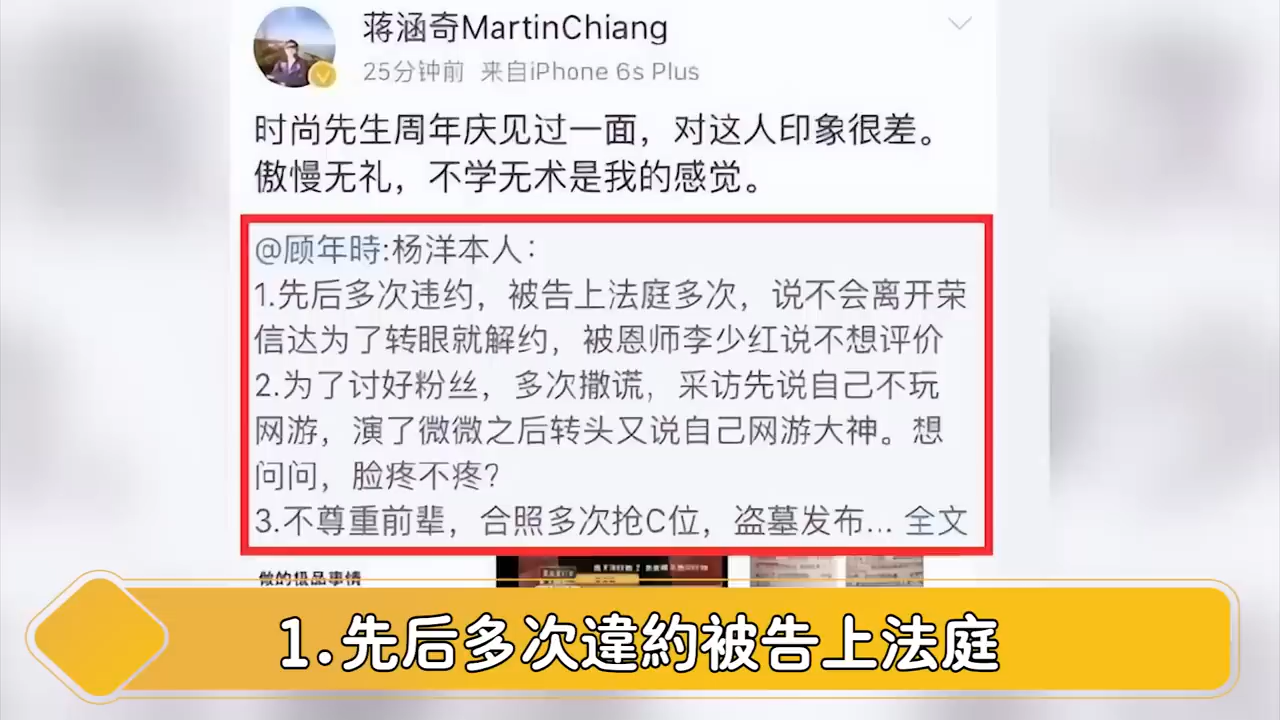 蒋涵奇MartinChiang
25分钟前 来自iPhone 6s Plus
时尚先生周年庆见过一面，对这人印象很差。
傲慢无礼，不学无术是我的感觉。
@顾年時:杨洋本人：
1.先后多次违约，被告上法庭多次，说不会离开荣
信达为了转眼就解约，被恩师李少红说不想评价
2.为了讨好粉丝，多次撒谎，采访先说自己不玩
网游，演了微微之后转头又说自己网游大神。想
问问，脸疼不疼？
3.不尊重前辈，合照多次抢C位，盗墓发布... 全文
做的极品事情
1.先后多次違約被告上法庭